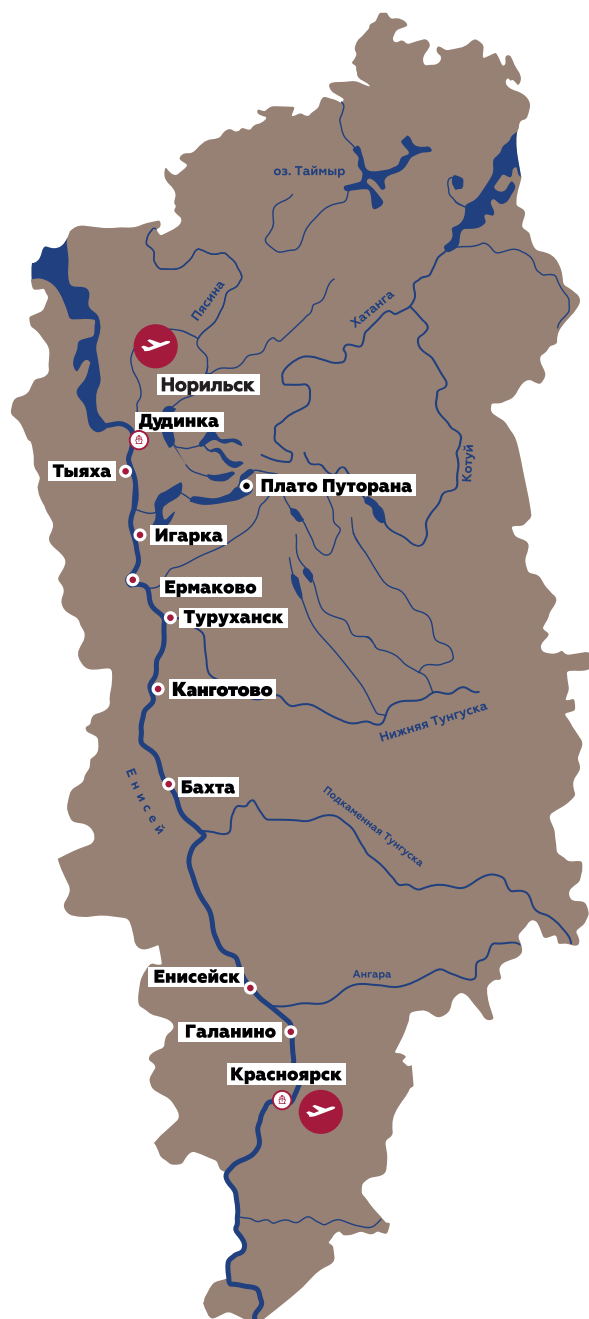 оз. Таймыр
Пясина
Хатанга
Норильск
Дудинка
Котуй
Тыяха
Плато Путорана
Игарка
Ермаково
Туруханск
Канготово
Нижняя Тунгуска
Енисей
Бахта
Подкаменная Тунгуска
Ангара
Енисейск
Галанино
Красноярск